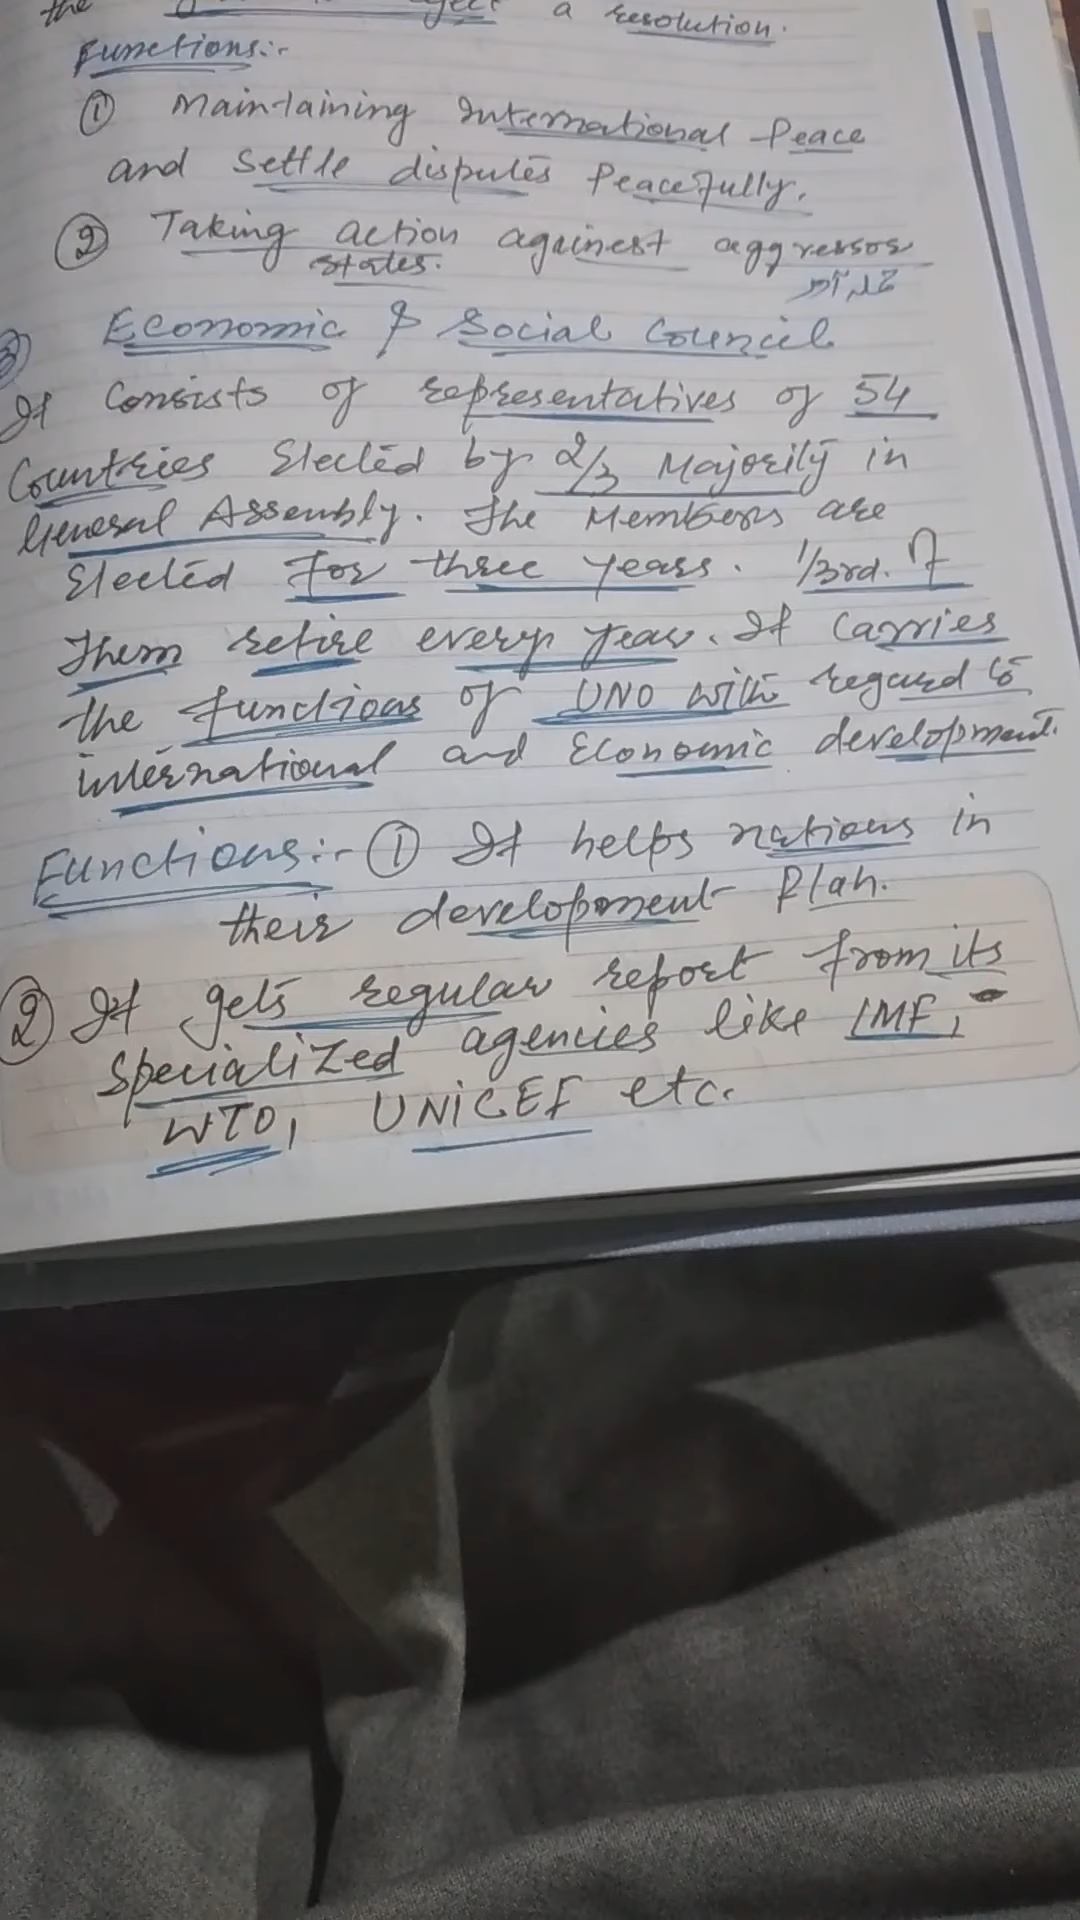 the a resolution.
Functions:-
① Maintaining International Peace
and Settle disputes Peacefully.
② Taking action againest aggressor
states.
حملہ آور
③ Economic & Social Council
It Consists of representatives of 54
Countries Elected by 2/3 Majority in
General Assembly. The Members are
Elected For three years. 1/3rd. of
Them retire every year. It carries
the functions of UNO with regard to
international and Economic development.
Functions:- ① It helps nations in
their development Plan.
② It gets regular report from its
Specialized agencies like IMF,
WTO, UNICEF etc.